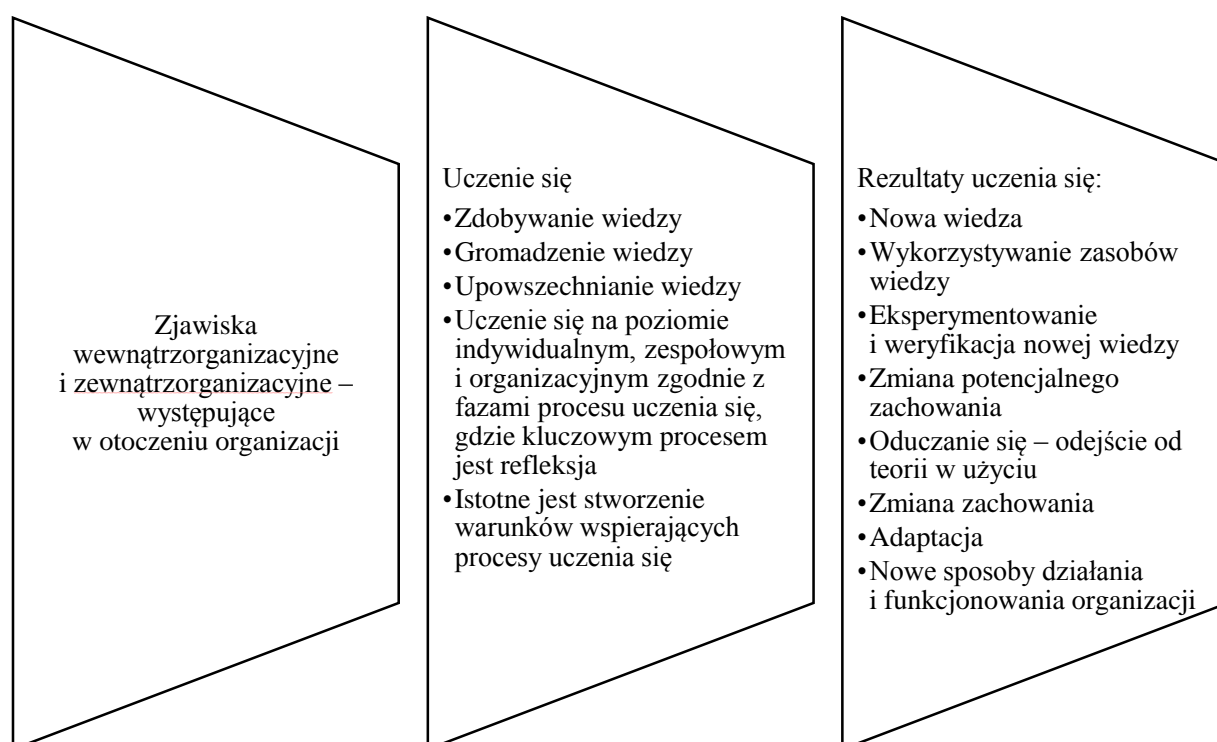 Zjawiska
wewnątrzorganizacyjne
i zewnątrzorganizacyjne –
występujące
w otoczeniu organizacji
Uczenie się
•Zdobywanie wiedzy
•Gromadzenie wiedzy
•Upowszechnianie wiedzy
•Uczenie się na poziomie
indywidualnym, zespołowym
i organizacyjnym zgodnie z
fazami procesu uczenia się,
gdzie kluczowym procesem
jest refleksja
•Istotne jest stworzenie
warunków wspierających
procesy uczenia się
Rezultaty uczenia się:
•Nowa wiedza
•Wykorzystywanie zasobów
wiedzy
•Eksperymentowanie
i weryfikacja nowej wiedzy
•Zmiana potencjalnego
zachowania
•Oduczanie się – odejście od
teorii w użyciu
•Zmiana zachowania
•Adaptacja
•Nowe sposoby działania
i funkcjonowania organizacji